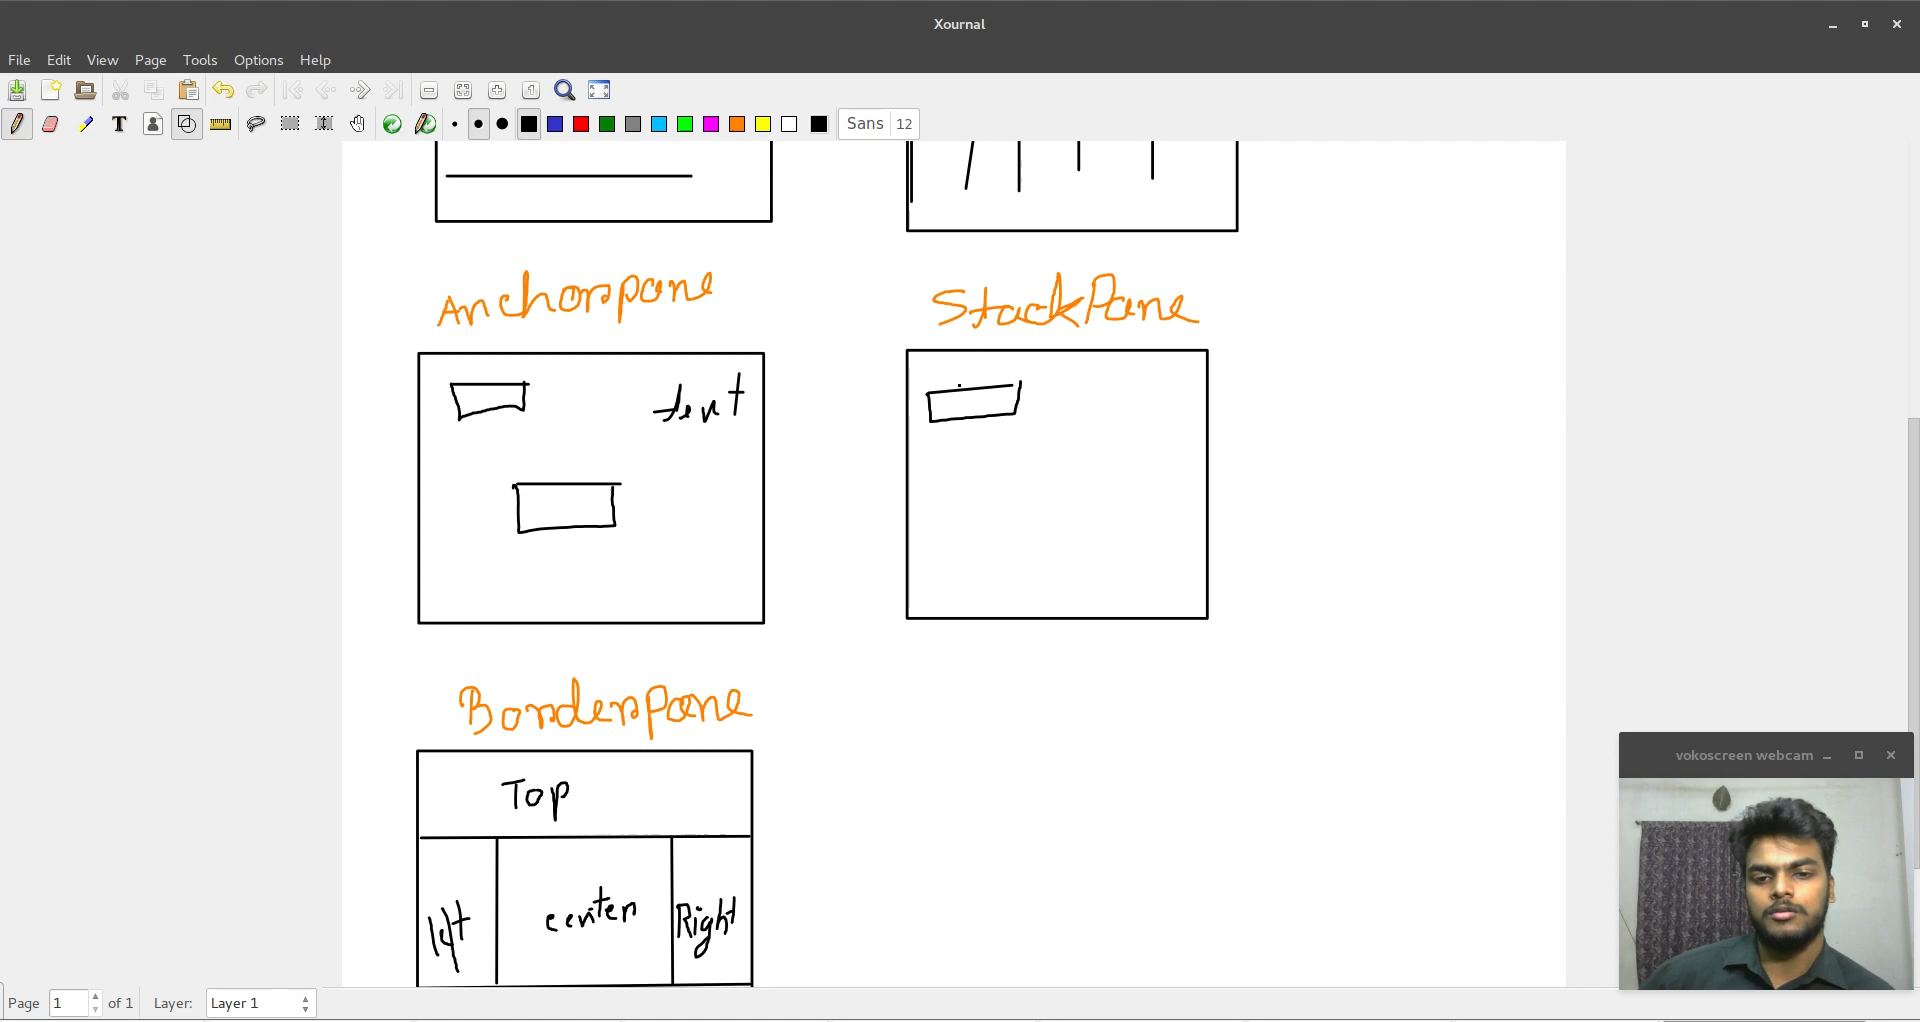 Xournal
File Edit View Page Tools Options Help
Sans 12
Anchorpane
StackPane
text
Borderpane
Top
left center Right
vokoscreen webcam
Page 1 of 1 Layer: Layer 1